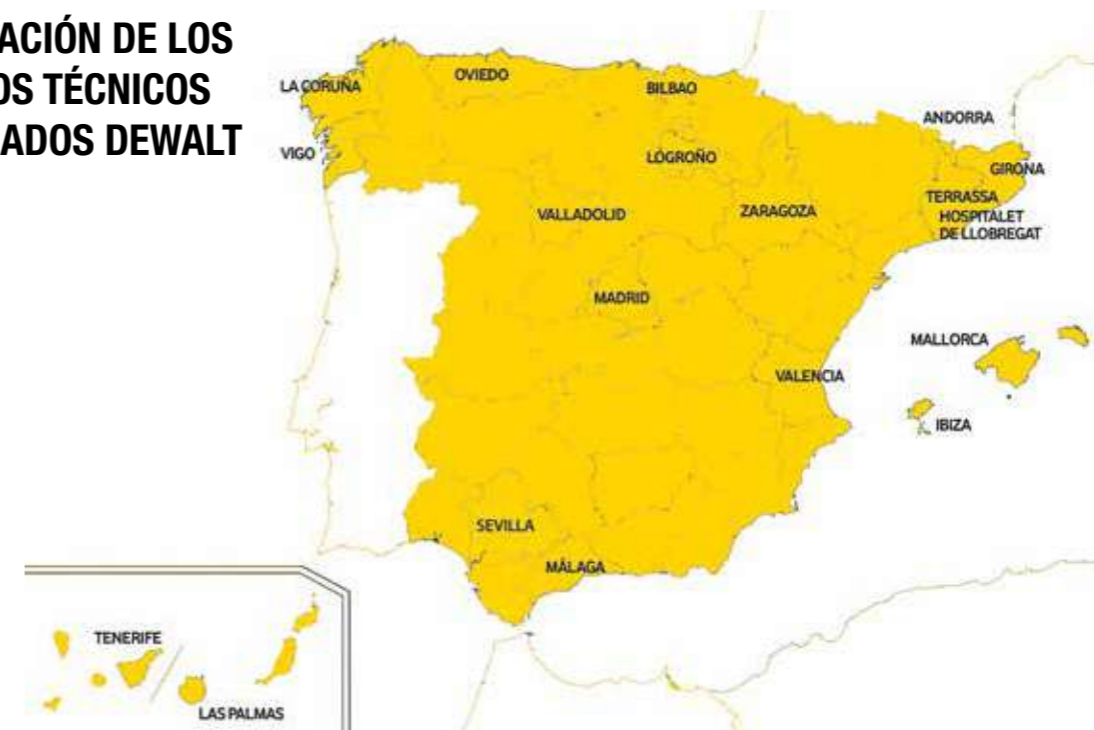 ACIÓN DE LOS
OS TÉCNICOS
ADOS DEWALT
LA CORUÑA
OVIEDO
BILBAO
ANDORRA
VIGO
LOGROÑO
GIRONA
TERRASSA
VALLADOLID
ZARAGOZA
HOSPITALET
DE LLOBREGAT
MADRID
MALLORCA
VALENCIA
IBIZA
SEVILLA
MÁLAGA
TENERIFE
LAS PALMAS